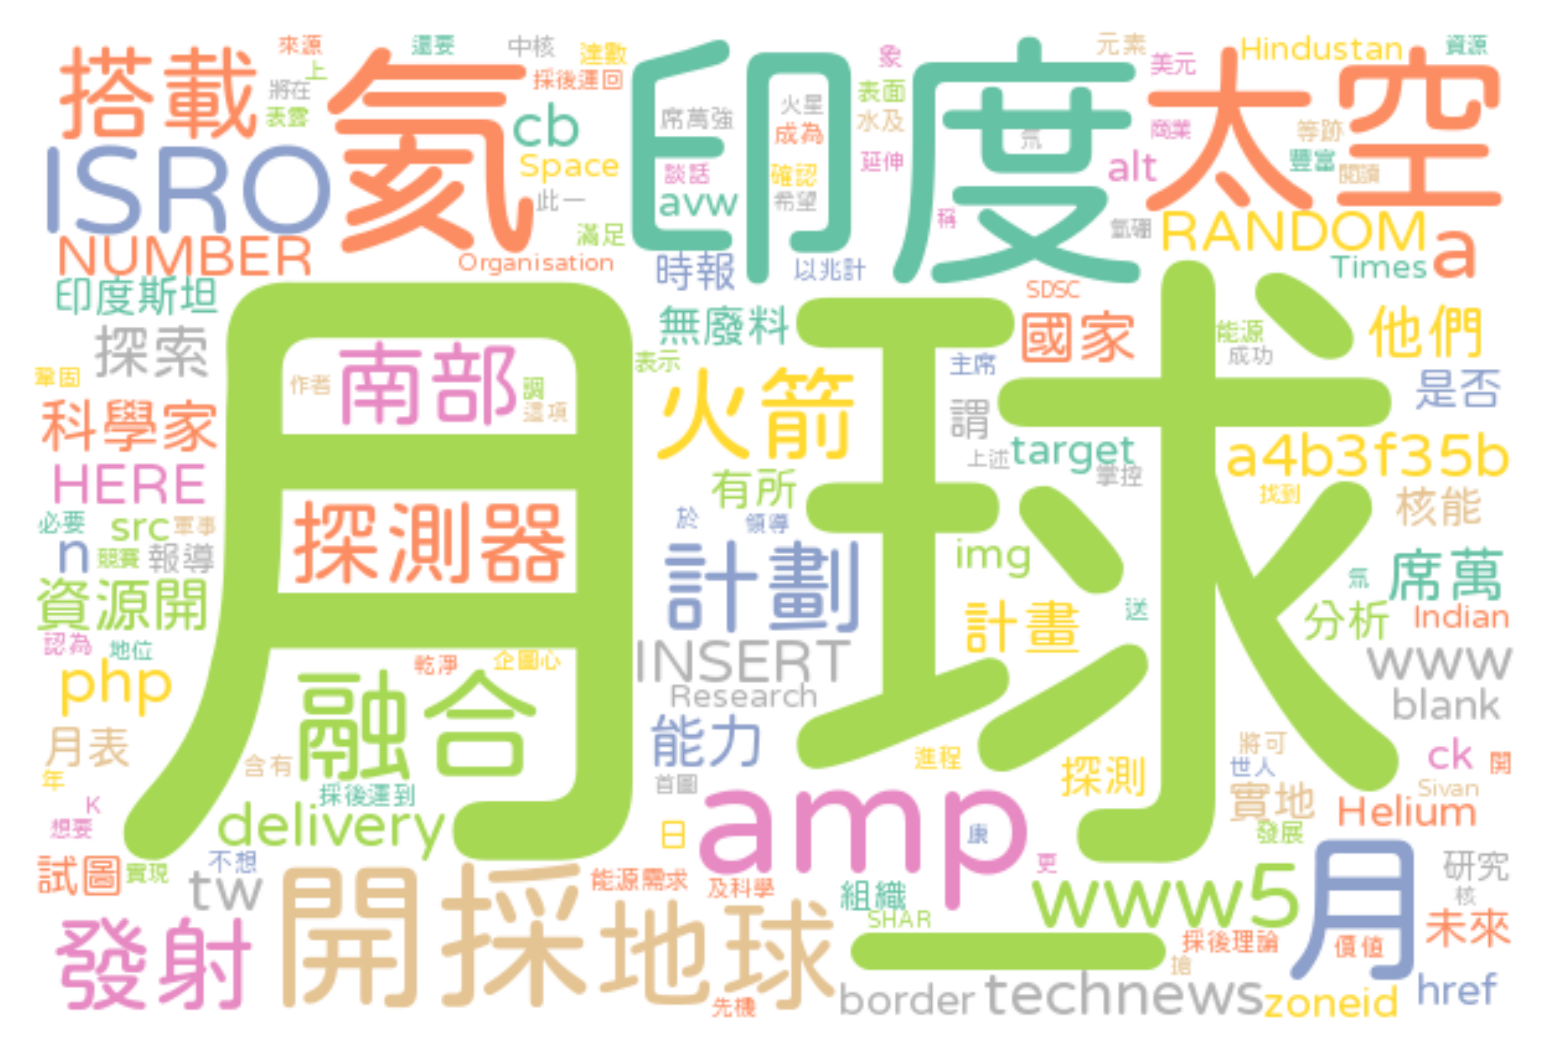 來源 上 還要 中核 達數 象 元素 美元 Hindustan 資源
搭載 氦 印度 太空
將在 表露 採後運回 cb 席萬強 火星 表面 水及 商業 等跡
ISRO Space 成為 氘 豐富 閱讀
此一 談話 確認 延伸 alt
avw 希望 稱 氫硼 RANDOM a
NUMBER Organisation 滿足 時報 以兆計 Times
印度斯坦 SDSC
月球
探索 南部 無廢料 國家 能源 他們
鞏固 作者 調 這項 表示 火箭 主席 成功 是否
科學家 謂 target a4b3f35b
HERE 有所 上述 掌控 找到 核能
必要 src 軍事 探測器 於 領導
n 競賽 報導 計劃 img 席萬
資源開 計畫 送 分析 Indian
認為 地位 乾淨 企圖心 INSERT www
php 融合 Research blank
月表 含有 能力 進程 探測 將可 世人 ck 開
年 採後運到 首圖 實地 Sivan
K 想要 delivery 日 amp 康 發展 Helium
試圖 實現 不想 tw 能源需求 及科學 更 月 研究
開採 地球 組織 SHAR www5 核
發射 一 採後理論 價值 未來
先機 border technews 搶 zoneid href